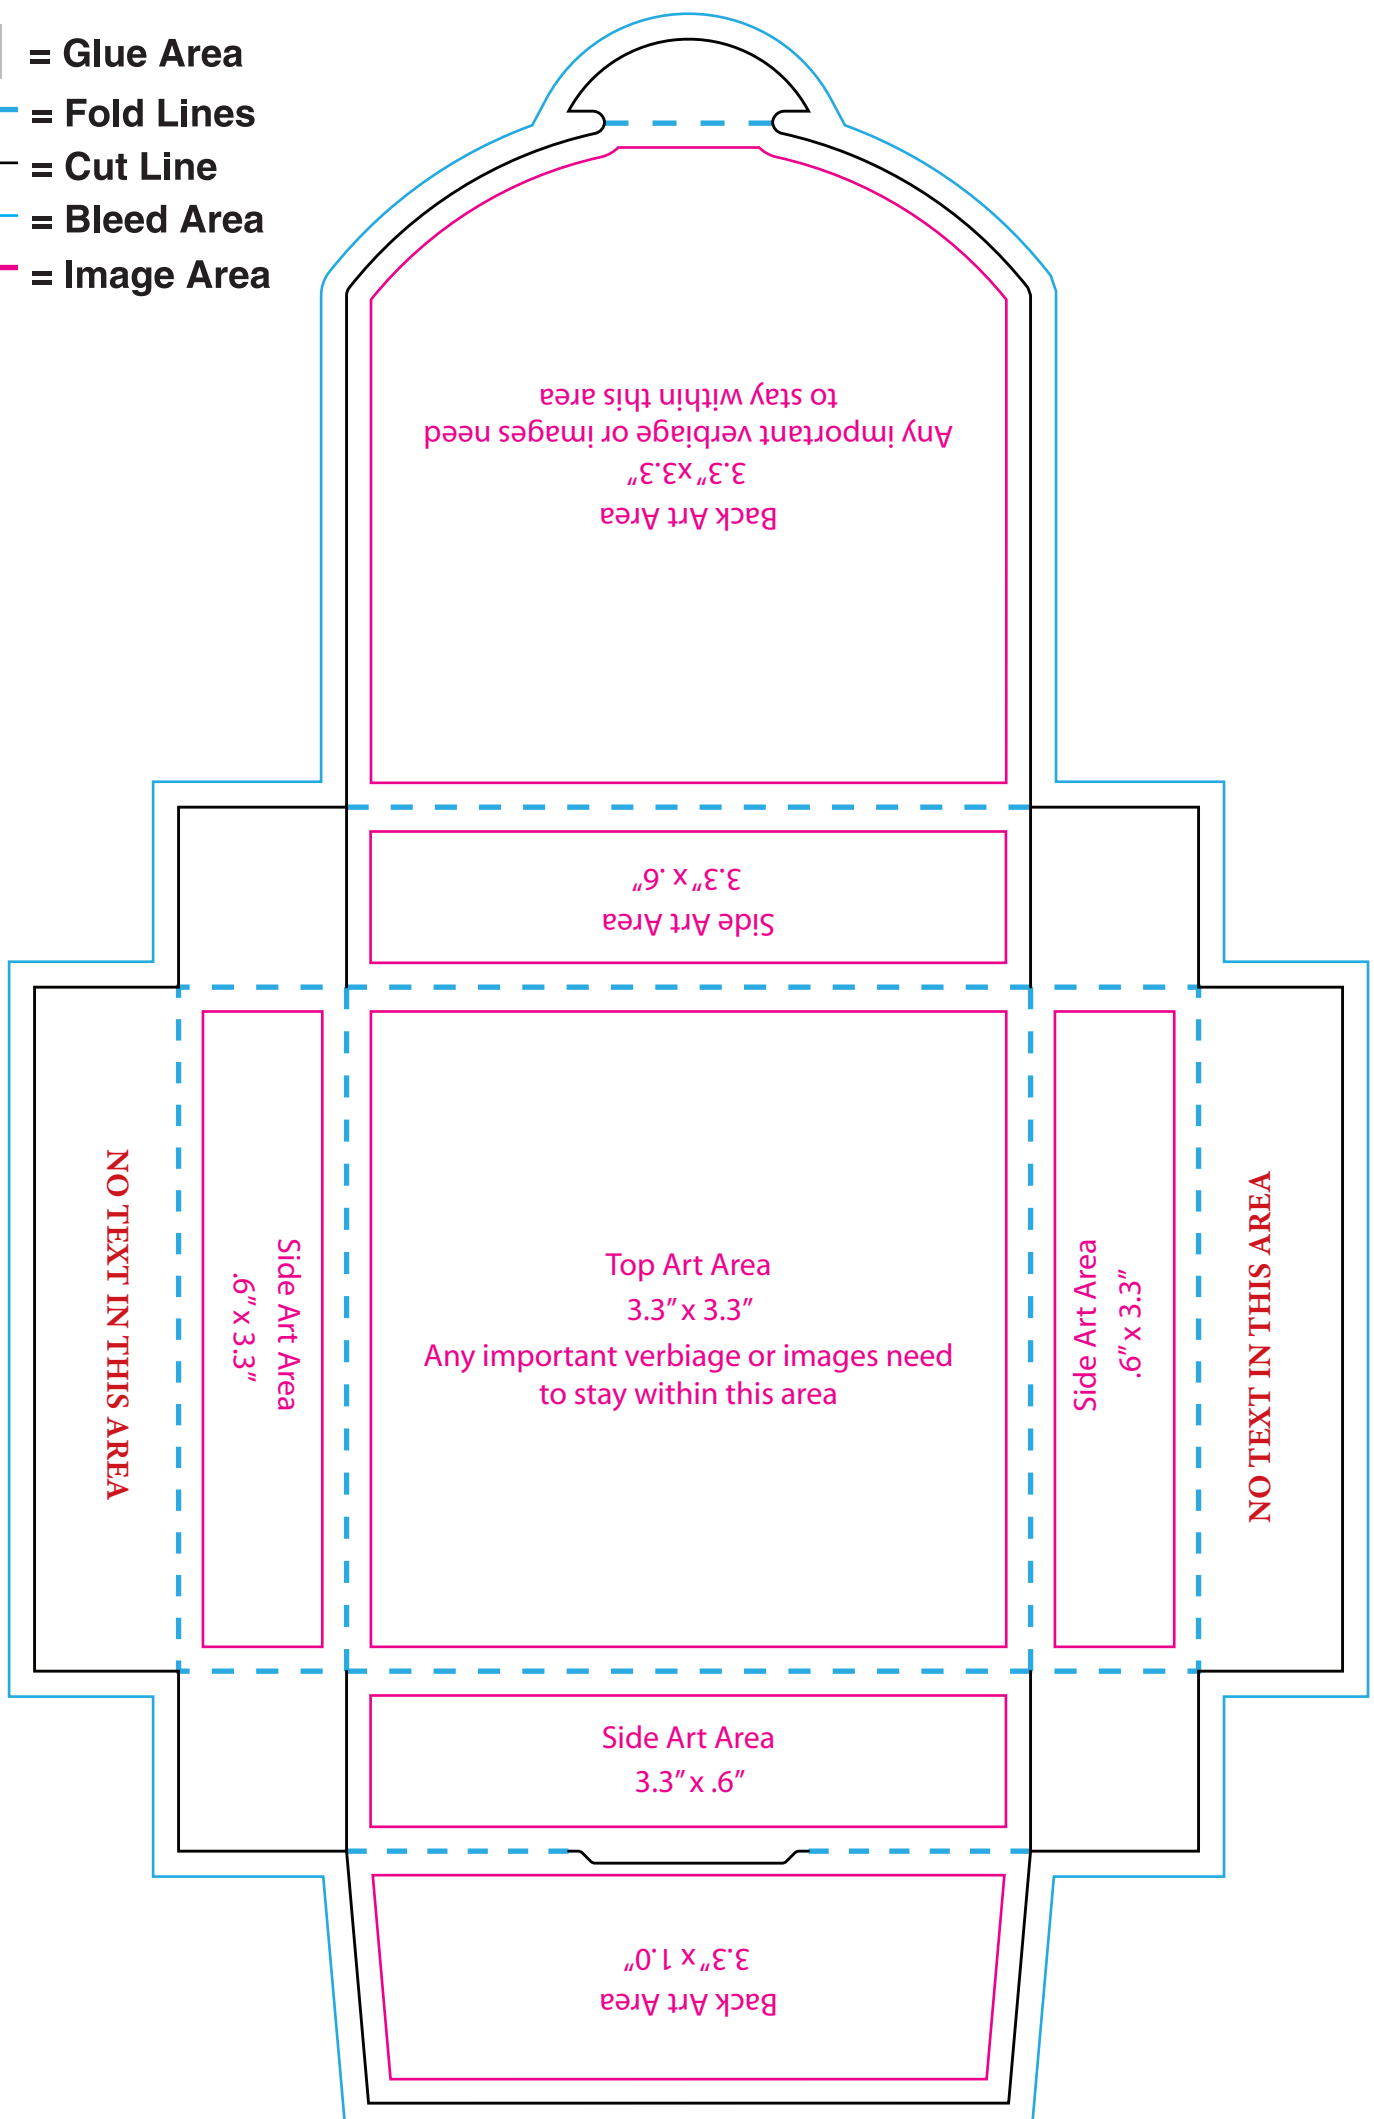 = Glue Area
= Fold Lines
= Cut Line
= Bleed Area
= Image Area
Back Art Area
3.3” x3.3”
Any important verbiage or images need
to stay within this area
Side Art Area
3.3” x .6”
NO TEXT IN THIS AREA
Side Art Area
.6” x 3.3”
Top Art Area
3.3” x 3.3”
Any important verbiage or images need
to stay within this area
Side Art Area
.6” x 3.3”
NO TEXT IN THIS AREA
Side Art Area
3.3” x .6”
Back Art Area
3.3” x 1.0”